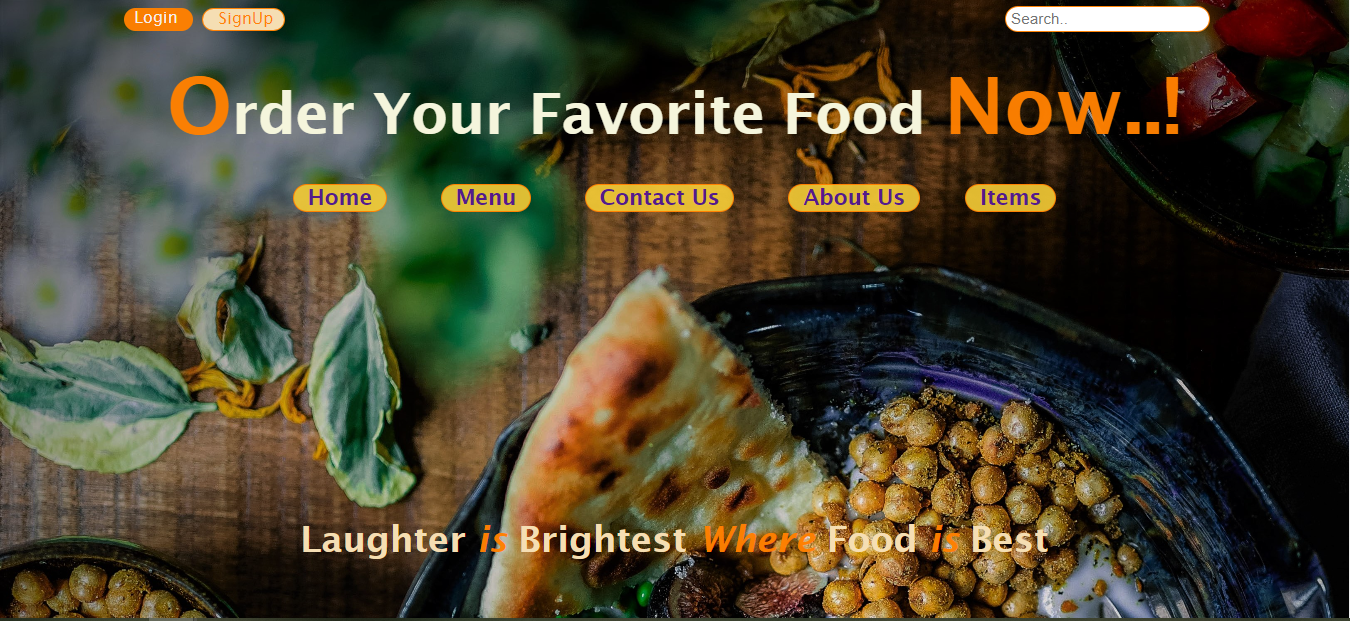 Login SignUp Search..
Order Your Favorite Food Now..!
Home Menu Contact Us About Us Items
Laughter is Brightest Where Food is Best